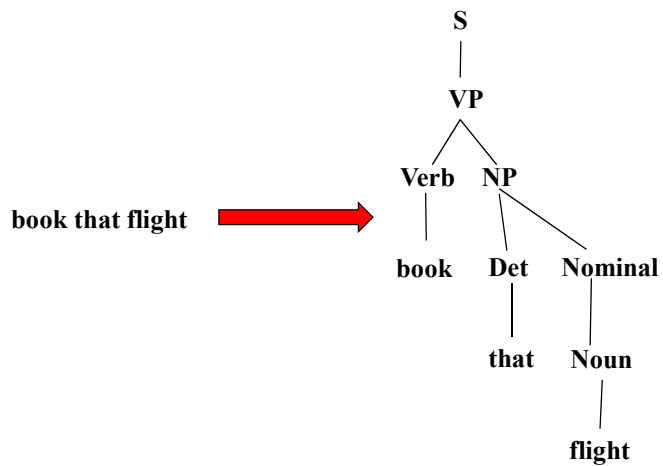 S
VP
Verb NP
book that flight
book Det Nominal
that Noun
flight